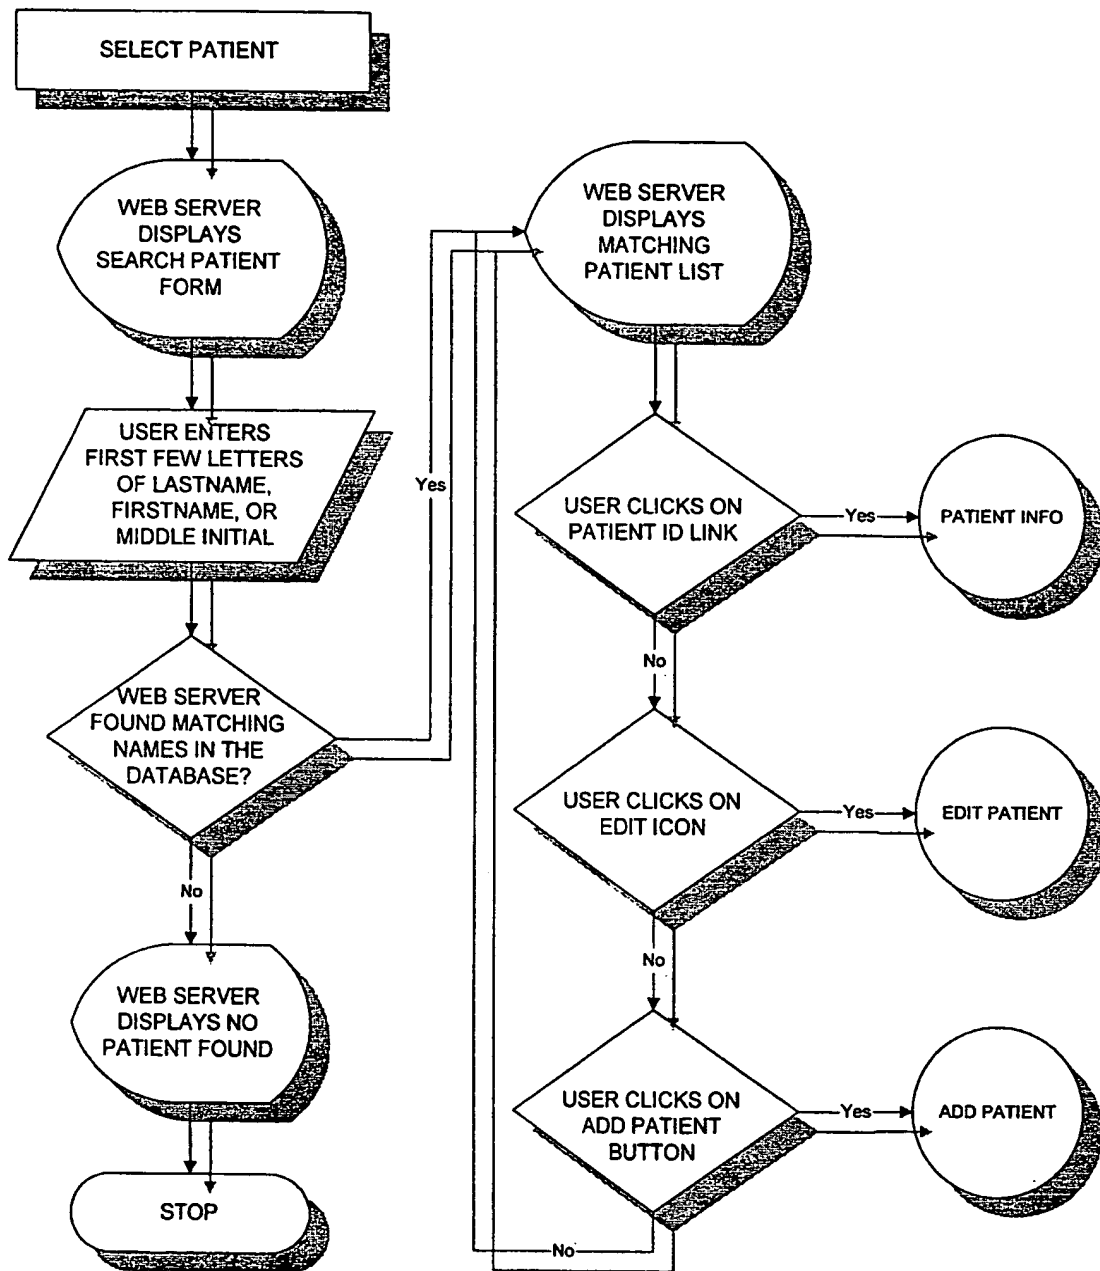 SELECT PATIENT
WEB SERVER
DISPLAYS
SEARCH PATIENT
FORM
USER ENTERS
FIRST FEW LETTERS
OF LASTNAME,
FIRSTNAME, OR
MIDDLE INITIAL
WEB SERVER
FOUND MATCHING
NAMES IN THE
DATABASE?
Yes
No
WEB SERVER
DISPLAYS NO
PATIENT FOUND
STOP
WEB SERVER
DISPLAYS
MATCHING
PATIENT LIST
USER CLICKS ON
PATIENT ID LINK
Yes
PATIENT INFO
No
USER CLICKS ON
EDIT ICON
Yes
EDIT PATIENT
No
USER CLICKS ON
ADD PATIENT
BUTTON
Yes
ADD PATIENT
No